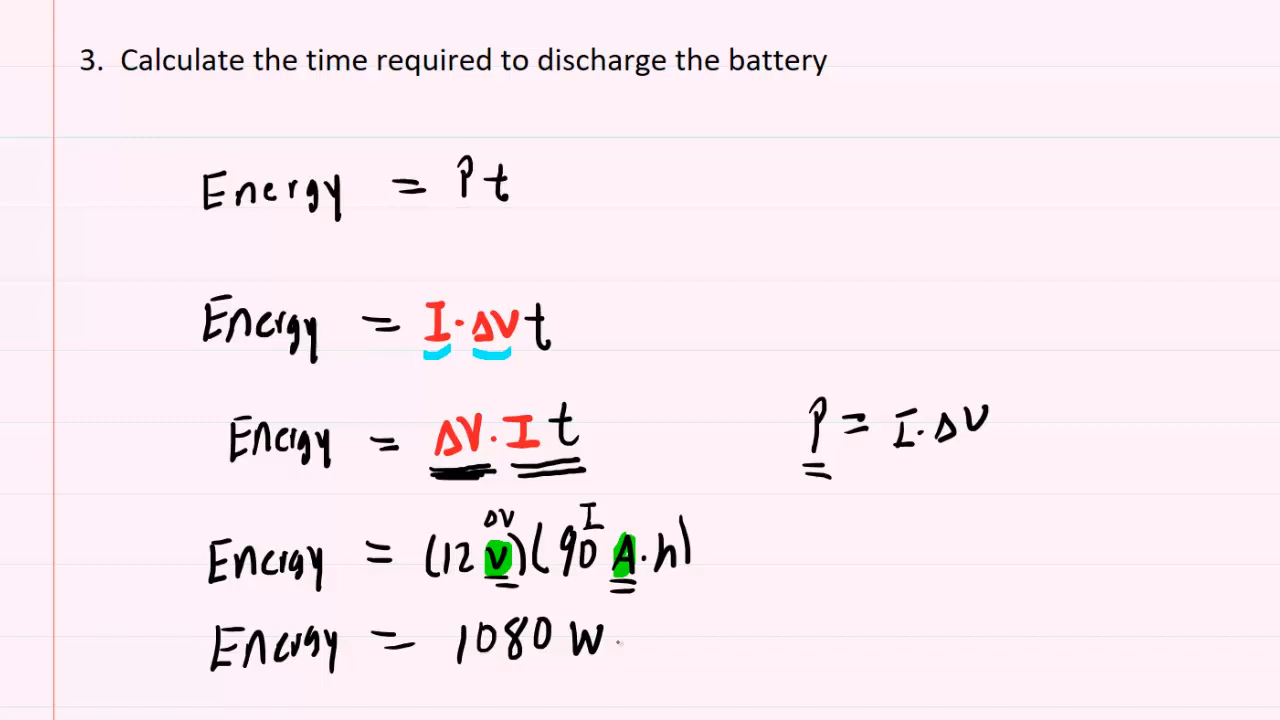 3. Calculate the time required to discharge the battery
Energy = Pt
Energy = I · ΔV t
Energy = ΔV · I t
P = I · ΔV
ΔV I
Energy = (12 V)(90 A · h)
Energy = 1080 W ·